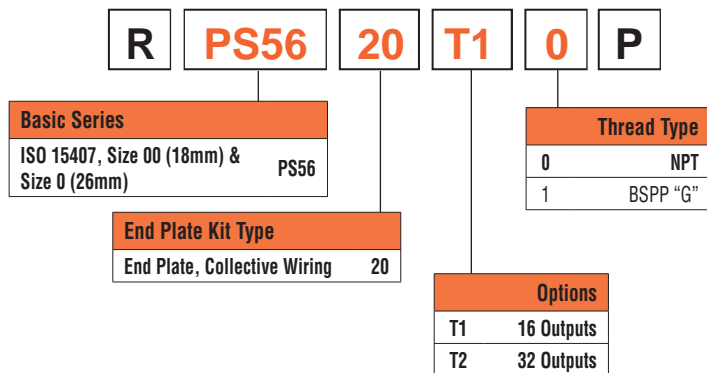 R PS56 20 T1 0 P
Basic Series
ISO 15407, Size 00 (18mm) &
Size 0 (26mm) PS56
Thread Type
0 NPT
1 BSPP “G”
End Plate Kit Type
End Plate, Collective Wiring 20
Options
T1 16 Outputs
T2 32 Outputs